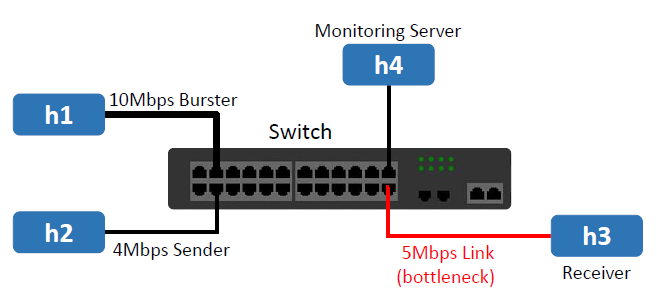 Monitoring Server
h4
10Mbps Burster
h1
Switch
h2
4Mbps Sender
5Mbps Link
(bottleneck)
h3
Receiver